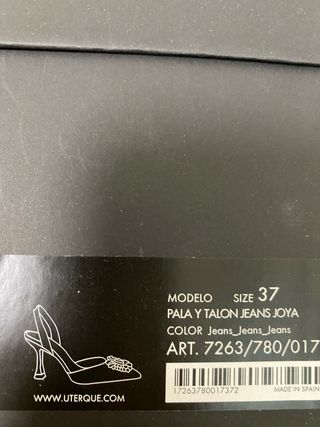 MODELO SIZE 37
PALA Y TALON JEANS JOYA
COLOR Jeans_Jeans_Jeans
ART. 7263/780/017
17263780017372 MADE IN SPAIN
WWW.UTERQUE.COM